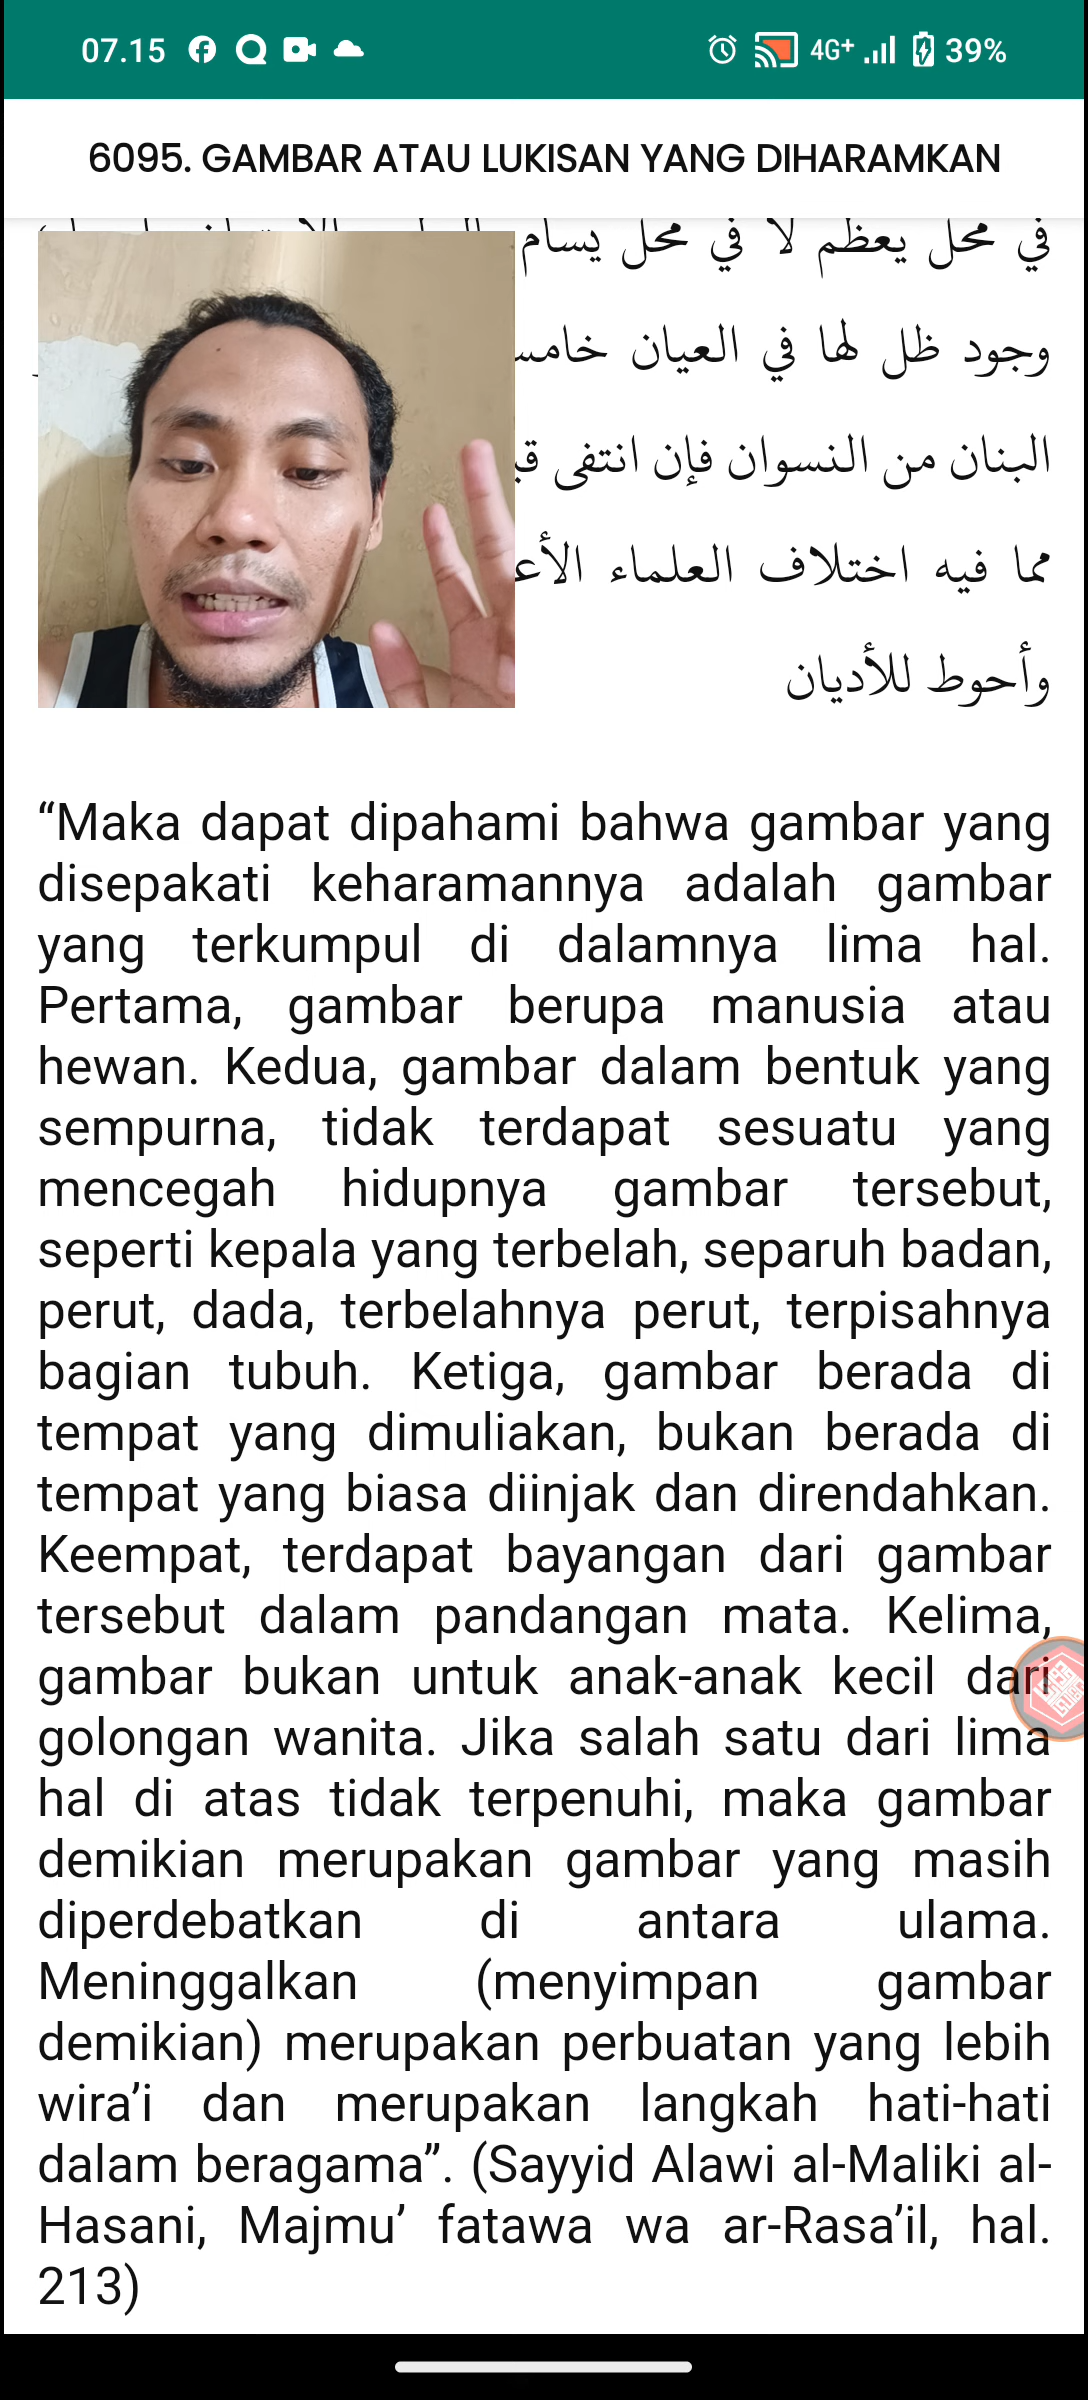 07.15
4G+
39%
6095. GAMBAR ATAU LUKISAN YANG DIHARAMKAN
في محل يعظم لا في محل يسام
وجود ظل لها في العيان
البنان من النسوان فإن انتفى
مما فيه اختلاف العلماء
وأحوط للأديان
“Maka dapat dipahami bahwa gambar yang
disepakati keharamannya adalah gambar
yang terkumpul di dalamnya lima hal.
Pertama, gambar berupa manusia atau
hewan. Kedua, gambar dalam bentuk yang
sempurna, tidak terdapat sesuatu yang
mencegah hidupnya gambar tersebut,
seperti kepala yang terbelah, separuh badan,
perut, dada, terbelahnya perut, terpisahnya
bagian tubuh. Ketiga, gambar berada di
tempat yang dimuliakan, bukan berada di
tempat yang biasa diinjak dan direndahkan.
Keempat, terdapat bayangan dari gambar
tersebut dalam pandangan mata. Kelima,
gambar bukan untuk anak-anak kecil dari
golongan wanita. Jika salah satu dari lima
hal di atas tidak terpenuhi, maka gambar
demikian merupakan gambar yang masih
diperdebatkan di antara ulama.
Meninggalkan (menyimpan gambar
demikian) merupakan perbuatan yang lebih
wira’i dan merupakan langkah hati-hati
dalam beragama”. (Sayyid Alawi al-Maliki al-
Hasani, Majmu’ fatawa wa ar-Rasa’il, hal.
213)